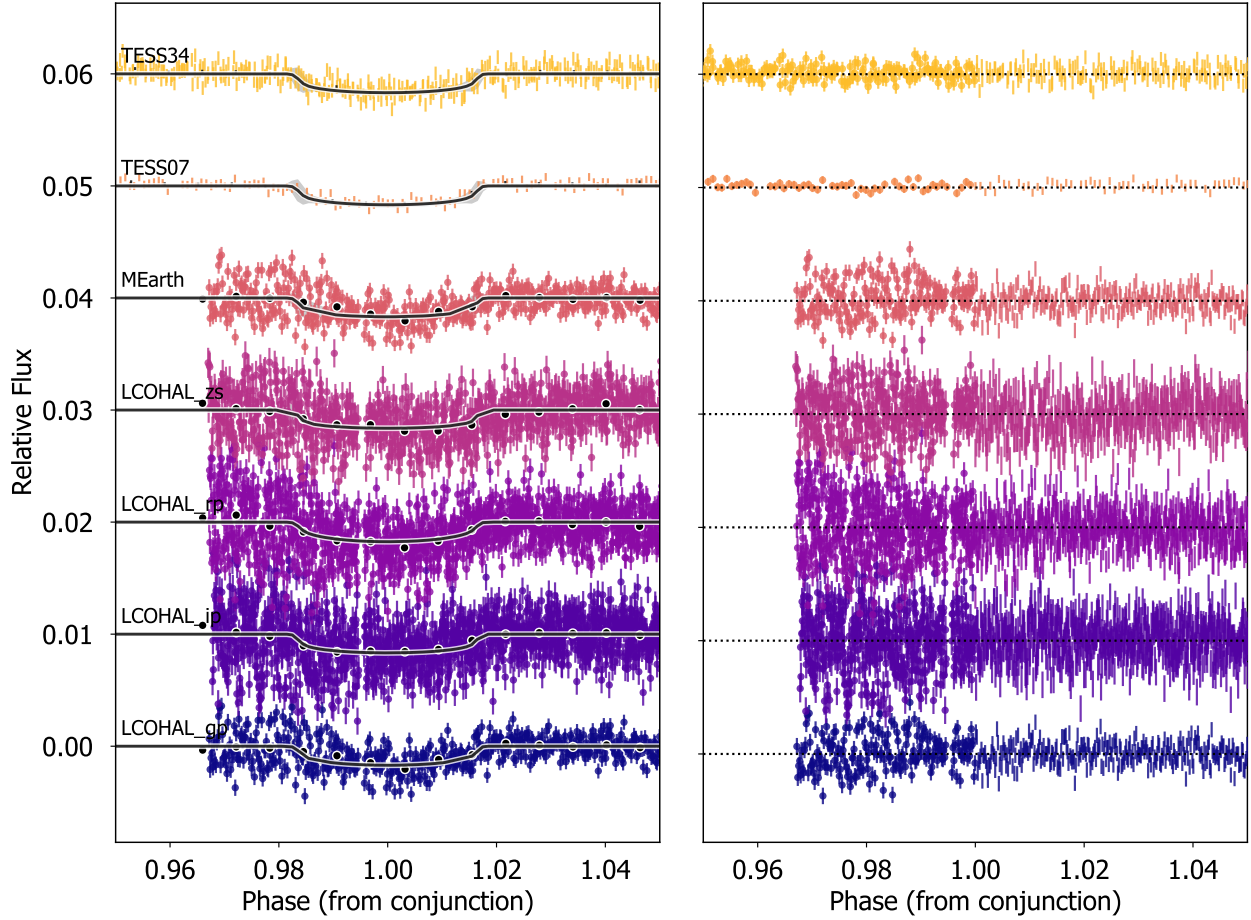 TESS34
0.06
TESS07
0.05
MEarth
0.04
LCOHAL_zs
0.03
LCOHAL_rp
0.02
LCOHAL_ip
0.01
LCOHAL_gp
0.00
Relative Flux
0.96 0.98 1.00 1.02 1.04
Phase (from conjunction)
0.96 0.98 1.00 1.02 1.04
Phase (from conjunction)